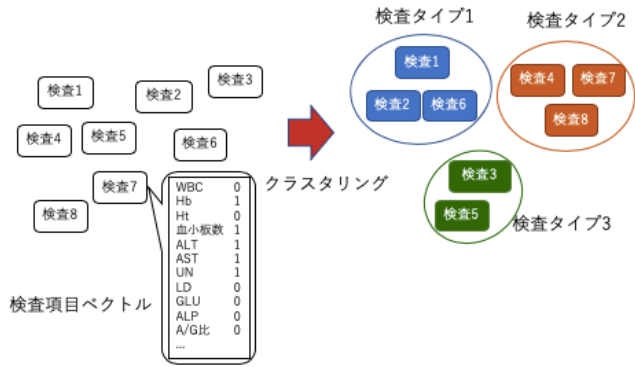 検査タイプ1
検査タイプ2
検査1
検査2
検査3
検査4
検査5
検査6
検査7
検査8
検査項目ベクトル
WBC 0
Hb 1
Ht 0
血小板数 1
ALT 1
AST 1
UN 1
LD 0
GLU 0
ALP 0
A/G比 0
...
クラスタリング
検査1
検査2
検査6
検査4
検査7
検査8
検査3
検査5
検査タイプ3